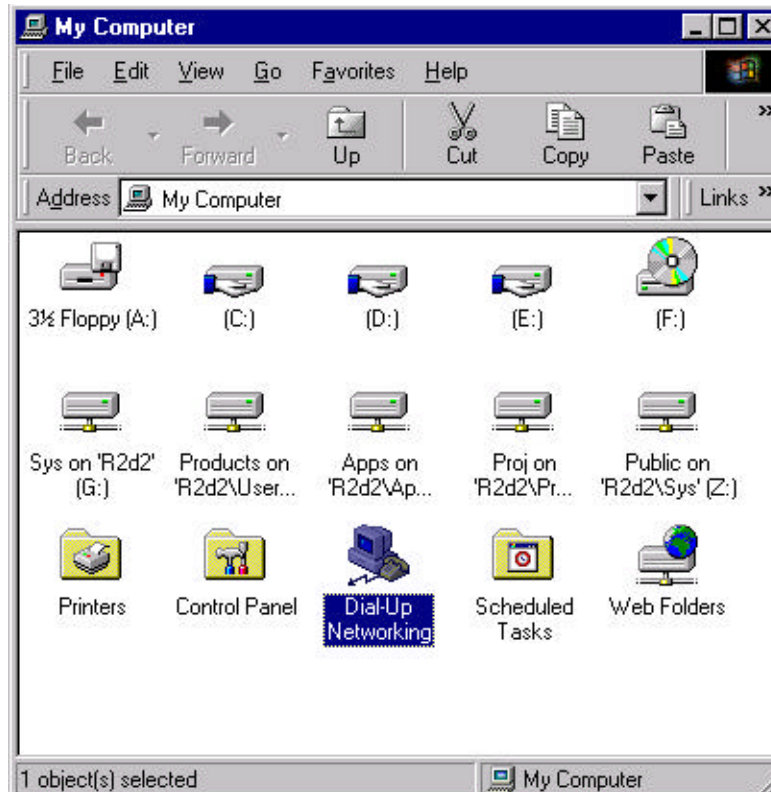 My Computer
File Edit View Go Favorites Help
Back Forward Up Cut Copy Paste »
Address My Computer Links »
3½ Floppy (A:) (C:) (D:) (E:) (F:)
Sys on 'R2d2' Products on Apps on Proj on Public on
(G:) 'R2d2\User... 'R2d2\Ap... 'R2d2\Pr... 'R2d2\Sys' (Z:)
Printers Control Panel Dial-Up Scheduled Web Folders
Networking Tasks
1 object(s) selected My Computer